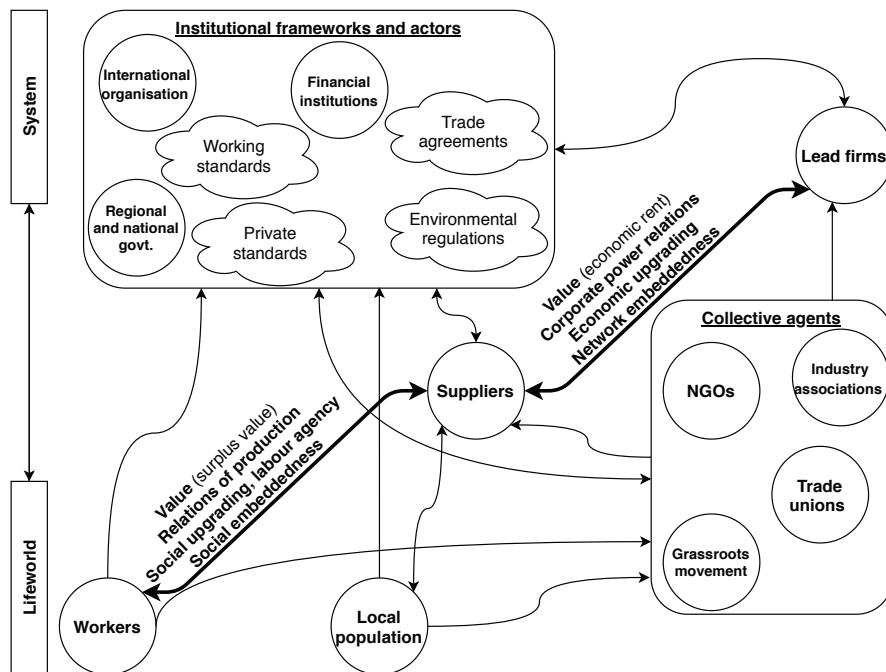 System
Lifeworld
Institutional frameworks and actors
International
organisation
Financial
institutions
Working
standards
Trade
agreements
Regional
and national
govt.
Private
standards
Environmental
regulations
Lead firms
Value (economic rent)
Corporate power relations
Economic upgrading
Network embeddedness
Suppliers
Value (surplus value)
Relations of production
Social upgrading, labour agency
Social embeddedness
Collective agents
NGOs
Industry
associations
Trade
unions
Grassroots
movement
Workers
Local
population